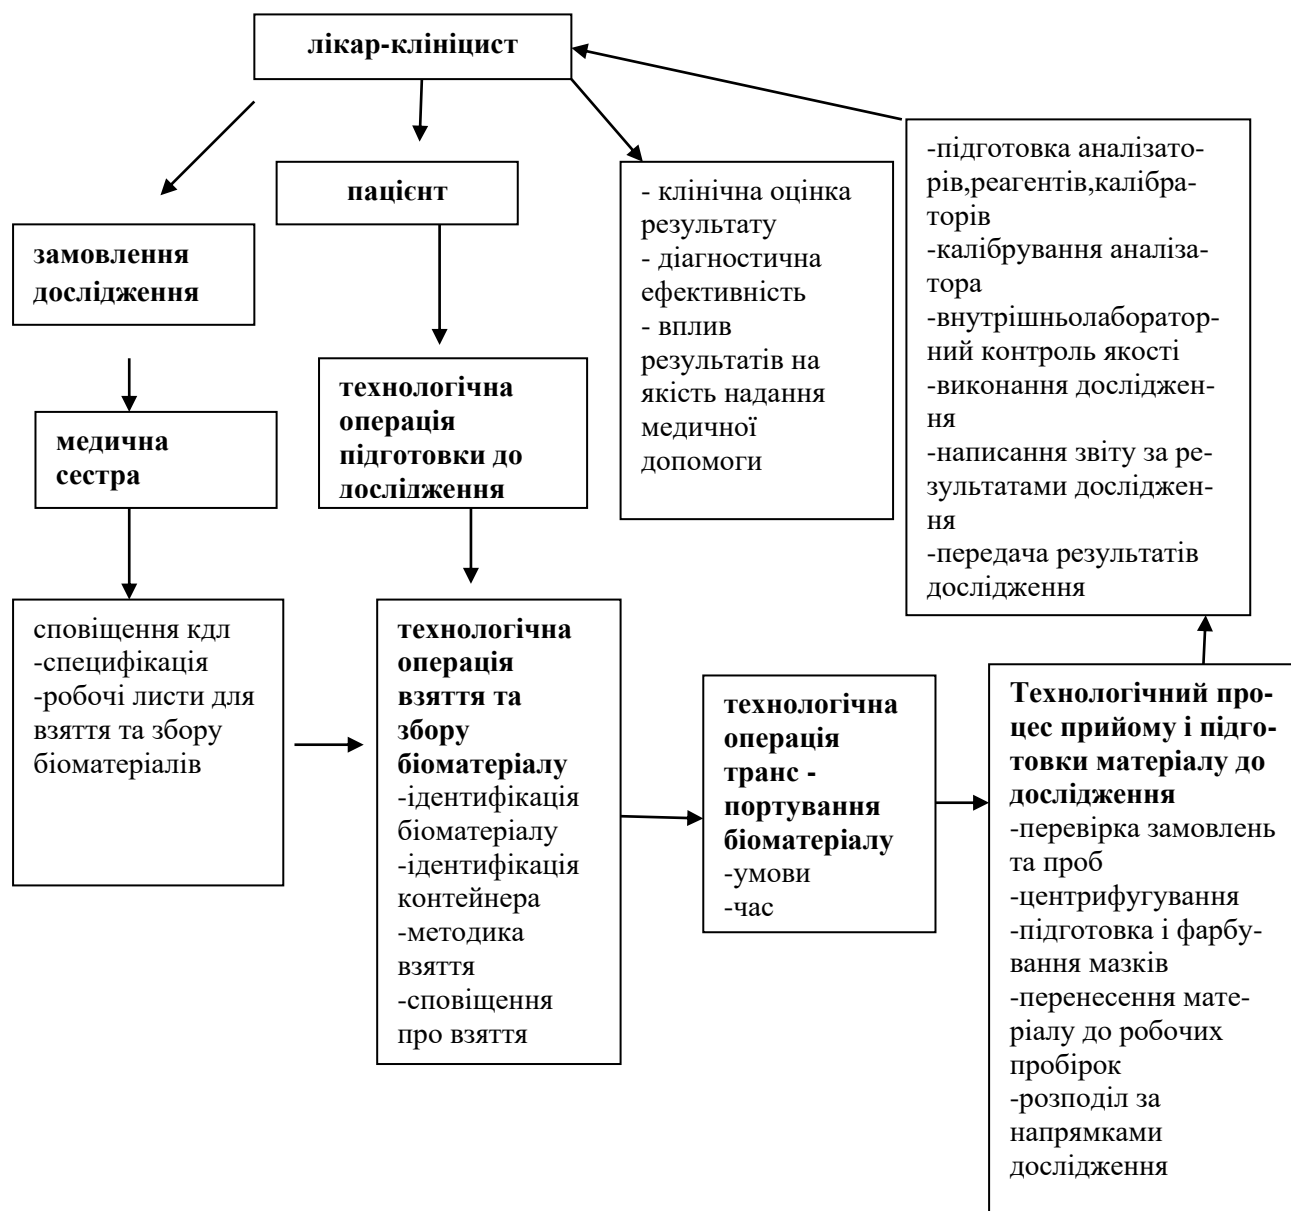 лікар-клініцист
пацієнт
замовлення
дослідження
- клінічна оцінка
результату
- діагностична
ефективність
- вплив
результатів на
якість надання
медичної
допомоги
-підготовка аналізато-
рів,реагентів,калібра-
торів
-калібрування аналіза-
тора
-внутрішньолаборатор-
ний контроль якості
-виконання дослджен-
ня
-написання звіту за ре-
зультатами дослджен-
ня
-передача результатів
дослідження
медична
сестра
технологічна
операція
підготовки до
дослідження
сповіщення кдл
-специфікація
-робочі листи для
взяття та збору
біоматеріалів
технологічна
операція
взяття та
збору
біоматеріалу
-ідентифікація
біоматеріалу
-ідентифікація
контейнера
-методика
взяття
-сповіщення
про взяття
технологічна
операція
транс -
портування
біоматеріалу
-умови
-час
Технологічний про-
цес прийому і підго-
товки матеріалу до
дослідження
-перевірка замовлень
та проб
-центрифугування
-підготовка і фарбу-
вання мазків
-перенесення мате-
ріалу до робочих
пробірок
-розподіл за
напрямками
дослідження